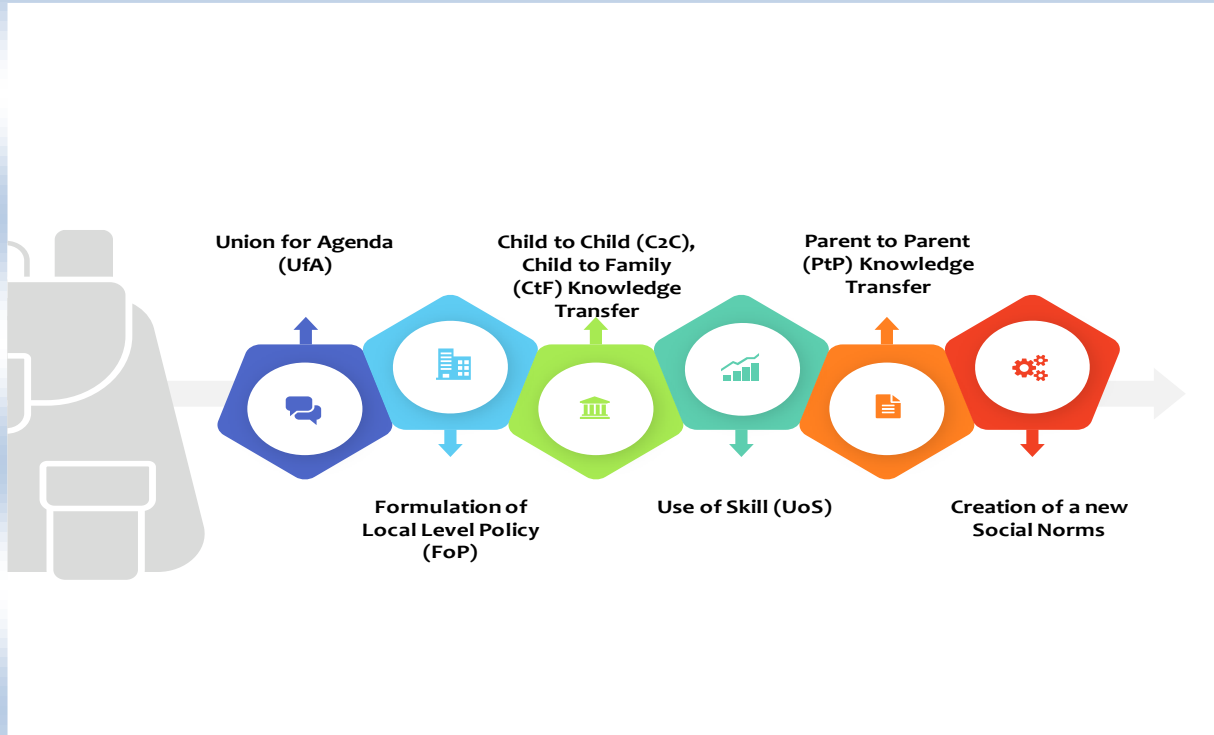 Union for Agenda
(UfA)
Child to Child (C2C),
Child to Family
(CtF) Knowledge
Transfer
Parent to Parent
(PtP) Knowledge
Transfer
Formulation of
Local Level Policy
(FoP)
Use of Skill (UoS)
Creation of a new
Social Norms